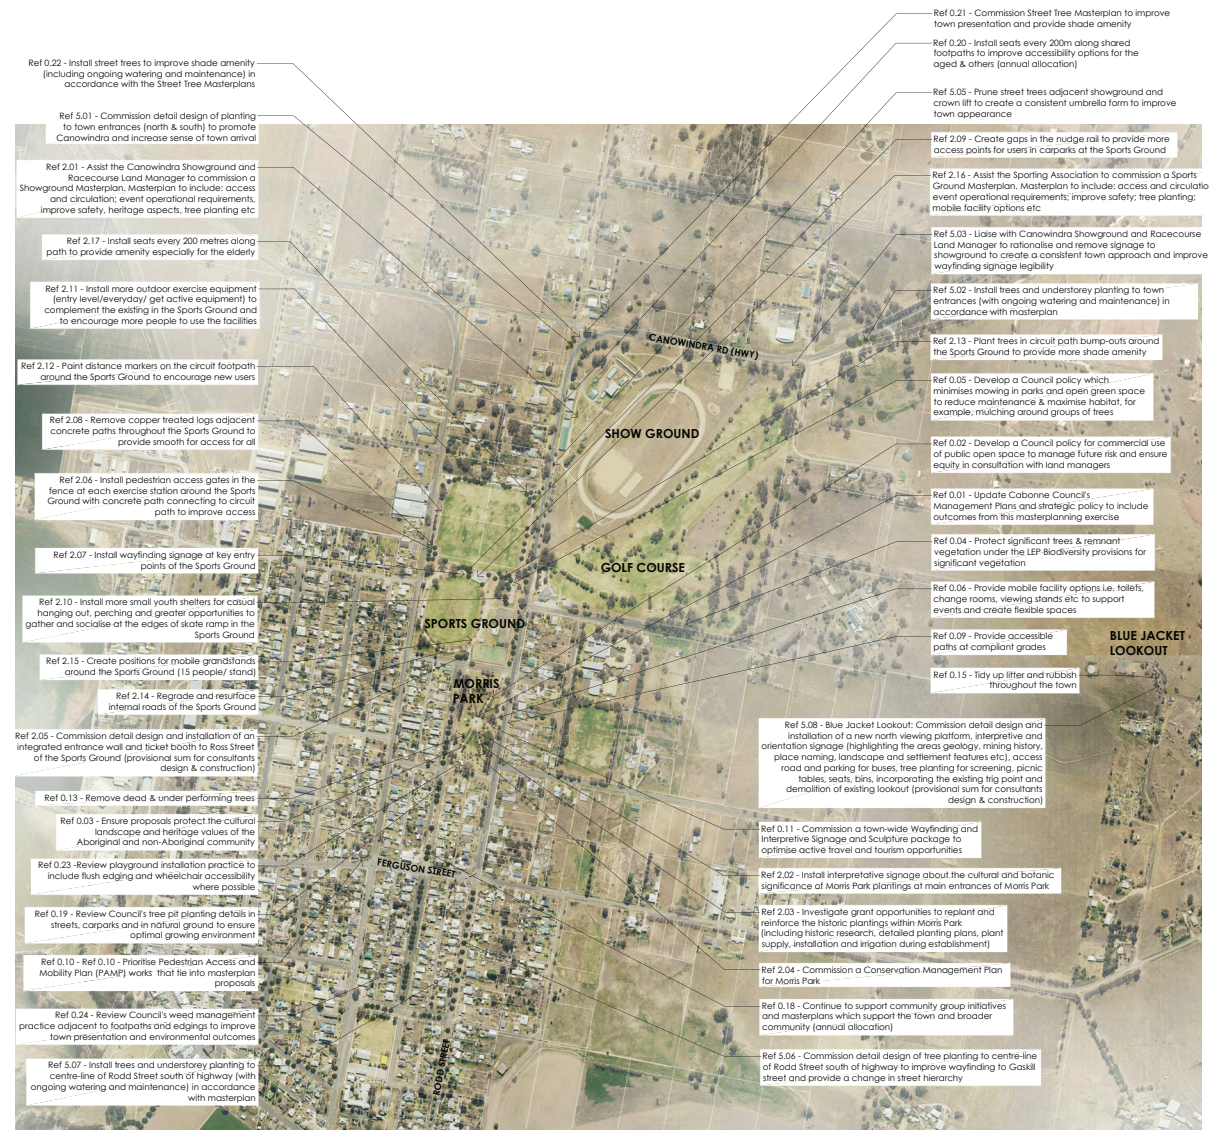 Ref 0.21 - Commission Street Tree Masterplan to improve
town presentation and provide shade amenity
Ref 0.20 - Install seats every 200m along shared
footpaths to improve accessibility options for the
aged & others (annual allocation)
Ref 5.05 - Prune street trees adjacent showground and
crown lift to create a consistent umbrella form to improve
town appearance
Ref 2.09 - Create gaps in the nudge rail to provide more
access points for users in carparks at the Sports Ground
Ref 2.16 - Assist the Sporting Association to commission a Sports
Ground Masterplan. Masterplan to include: access and circulatio
event operational requirements; improve safety; tree planting;
mobile facility options etc
Ref 5.03 - Liaise with Canowindra Showground and Racecourse
Land Manager to rationalise and remove signage to
showground to create a consistent town approach and improve
wayfinding signage legibility
Ref 5.02 - Install trees and understorey planting to town
entrances (with ongoing watering and maintenance) in
accordance with masterplan
Ref 2.13 - Plant trees in circuit path bump-outs around
the Sports Ground to provide more shade amenity
Ref 0.05 - Develop a Council policy which
minimises mowing in parks and open green space
to reduce maintenance & maximise habitat, for
example, mulching around groups of trees
Ref 0.02 - Develop a Council policy for commercial use
of public open space to manage future risk and ensure
equity in consultation with land managers
Ref 0.01 - Update Cabonne Council's
Management Plans and strategic policy to include
outcomes from this masterplanning exercise
Ref 0.04 - Protect significant trees & remnant
vegetation under the LEP Biodiversity provisions for
significant vegetation
Ref 0.06 - Provide mobile facility options i.e. toilets,
change rooms, viewing stands etc to support
events and create flexible spaces
Ref 0.09 - Provide accessible
paths at compliant grades
Ref 0.15 - Tidy up litter and rubbish
throughout the town
Ref 0.22 - Install street trees to improve shade amenity
(including ongoing watering and maintenance) in
accordance with the Street Tree Masterplans
Ref 5.01 - Commission detail design of planting
to town entrances (north & south) to promote
Canowindra and increase sense of town arrival
Ref 2.01 - Assist the Canowindra Showground and
Racecourse Land Manager to commission a
Showground Masterplan. Masterplan to include: access
and circulation; event operational requirements,
improve safety, heritage aspects, tree planting etc
Ref 2.17 - Install seats every 200 metres along
path to provide amenity especially for the elderly
Ref 2.11 - Install more outdoor exercise equipment
(entry level/everyday/ get active equipment) to
complement the existing in the Sports Ground and
to encourage more people to use the facilities
Ref 2.12 - Paint distance markers on the circuit footpath
around the Sports Ground to encourage new users
Ref 2.08 - Remove copper treated logs adjacent
concrete paths throughout the Sports Ground to
provide smooth for access for all
Ref 2.06 - Install pedestrian access gates in the
fence at each exercise station around the Sports
Ground with concrete path connecting to circuit
path to improve access
Ref 2.07 - Install wayfinding signage at key entry
points of the Sports Ground
Ref 2.10 - Install more small youth shelters for casual
hanging out, perching and greater opportunities to
gather and socialise at the edges of skate ramp in the
Sports Ground
Ref 2.15 - Create positions for mobile grandstands
around the Sports Ground (15 people/ stand)
Ref 2.14 - Regrade and resurface
internal roads of the Sports Ground
Ref 2.05 - Commission detail design and installation of an
integrated entrance wall and ticket booth to Ross Street
of the Sports Ground (provisional sum for consultants
design & construction)
Ref 0.13 - Remove dead & under performing trees
Ref 0.03 - Ensure proposals protect the cultural
landscape and heritage values of the
Aboriginal and non-Aboriginal community
Ref 0.23 -Review playground installation practice to
include flush edging and wheelchair accessibility
where possible
Ref 0.19 - Review Council's tree pit planting details in
streets, carparks and in natural ground to ensure
optimal growing environment
Ref 0.10 - Ref 0.10 - Prioritise Pedestrian Access and
Mobility Plan (PAMP) works that tie into masterplan
proposals
Ref 0.24 - Review Council's weed management
practice adjacent to footpaths and edgings to improve
town presentation and environmental outcomes
Ref 5.07 - Install trees and understorey planting to
centre-line of Rodd Street south of highway (with
ongoing watering and maintenance) in accordance
with masterplan
CANOWINDRA RD (HWY)
SHOW GROUND
GOLF COURSE
SPORTS GROUND
MORRIS
PARK
BLUE JACKET
LOOKOUT
FERGUSON STREET
RODD STREET
Ref 5.08 - Blue Jacket Lookout: Commission detail design and
installation of a new north viewing platform, interpretive and
orientation signage (highlighting the areas geology, mining history,
place naming, landscape and settlement features etc), access
road and parking for buses, tree planting for screening, picnic
tables, seats, bins, incorporating the existing trig point and
demolition of existing lookout (provisional sum for consultants
design & construction)
Ref 0.11 - Commission a town-wide Wayfinding and
Interpretive Signage and Sculpture package to
optimise active travel and tourism opportunities
Ref 2.02 - Install interpretative signage about the cultural and botanic
significance of Morris Park plantings at main entrances of Morris Park
Ref 2.03 - Investigate grant opportunities to replant and
reinforce the historic plantings within Morris Park
(including historic research, detailed planting plans, plant
supply, installation and irrigation during establishment)
Ref 2.04 - Commission a Conservation Management Plan
for Morris Park
Ref 0.18 - Continue to support community group initiatives
and masterplans which support the town and broader
community (annual allocation)
Ref 5.06 - Commission detail design of tree planting to centre-line
of Rodd Street south of highway to improve wayfinding to Gaskill
street and provide a change in street hierarchy